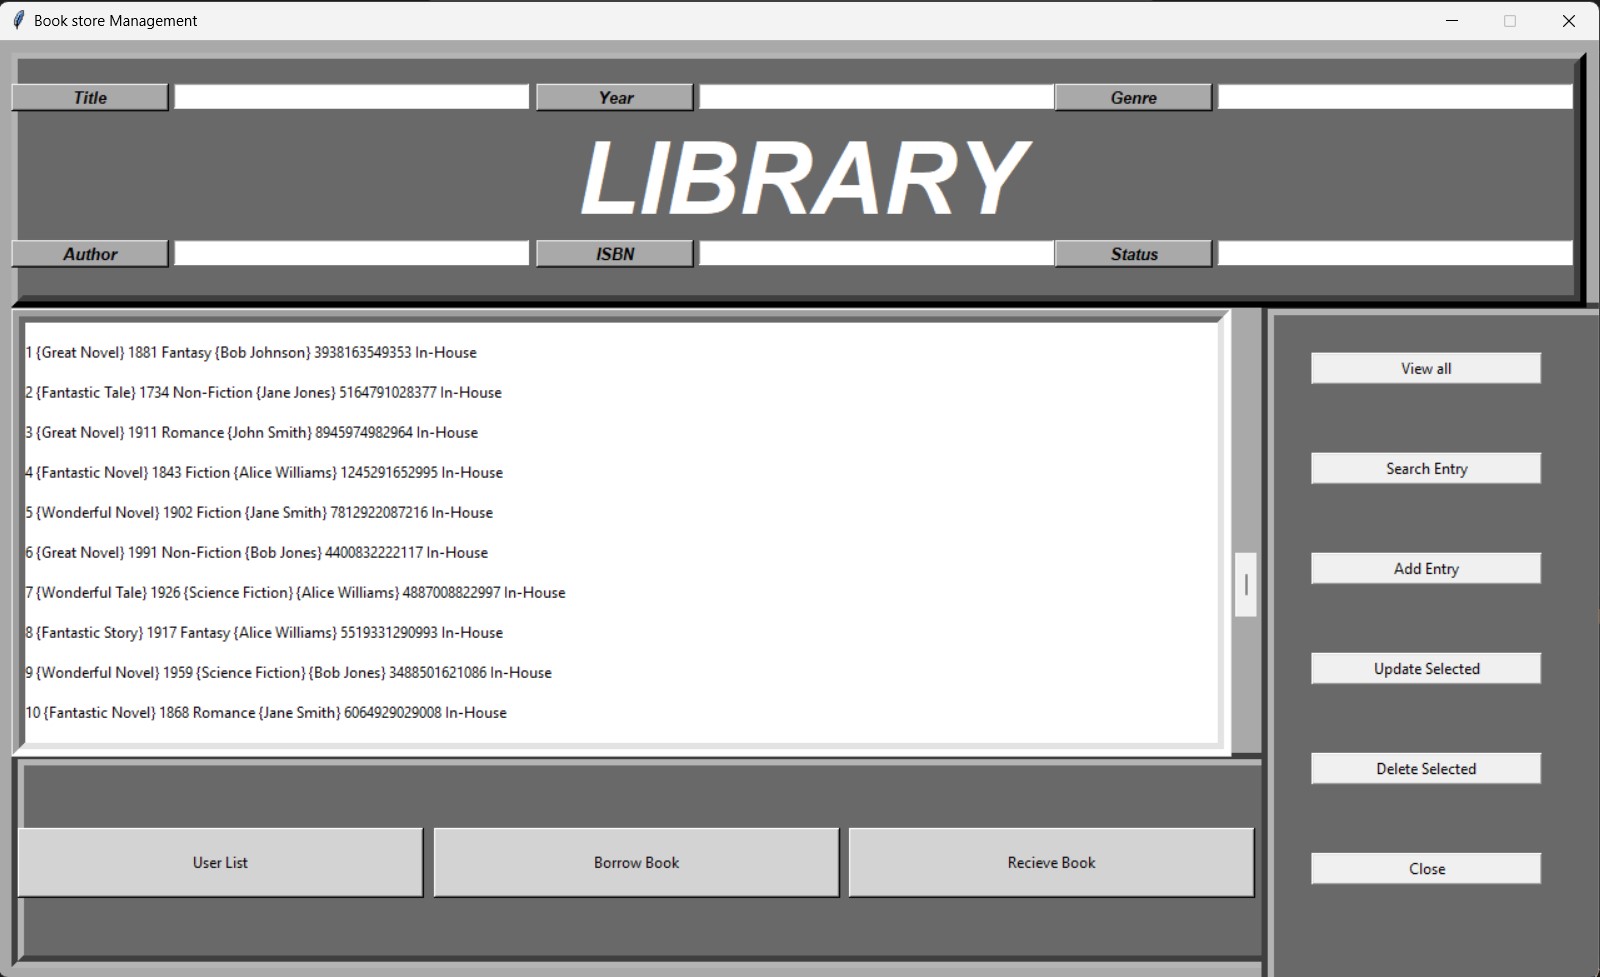 Book store Management
Title Year Genre
LIBRARY
Author ISBN Status
1 {Great Novel} 1881 Fantasy {Bob Johnson} 3938163549353 In-House
2 {Fantastic Tale} 1734 Non-Fiction {Jane Jones} 5164791028377 In-House
3 {Great Novel} 1911 Romance {John Smith} 8945974982964 In-House
4 {Fantastic Novel} 1843 Fiction {Alice Williams} 1245291652995 In-House
5 {Wonderful Novel} 1902 Fiction {Jane Smith} 7812922087216 In-House
6 {Great Novel} 1991 Non-Fiction {Bob Jones} 4400832222117 In-House
7 {Wonderful Tale} 1926 {Science Fiction} {Alice Williams} 4887008822997 In-House
8 {Fantastic Story} 1917 Fantasy {Alice Williams} 5519331290993 In-House
9 {Wonderful Novel} 1959 {Science Fiction} {Bob Jones} 3488501621086 In-House
10 {Fantastic Novel} 1868 Romance {Jane Smith} 6064929029008 In-House
View all
Search Entry
Add Entry
Update Selected
Delete Selected
Close
User List Borrow Book Recieve Book